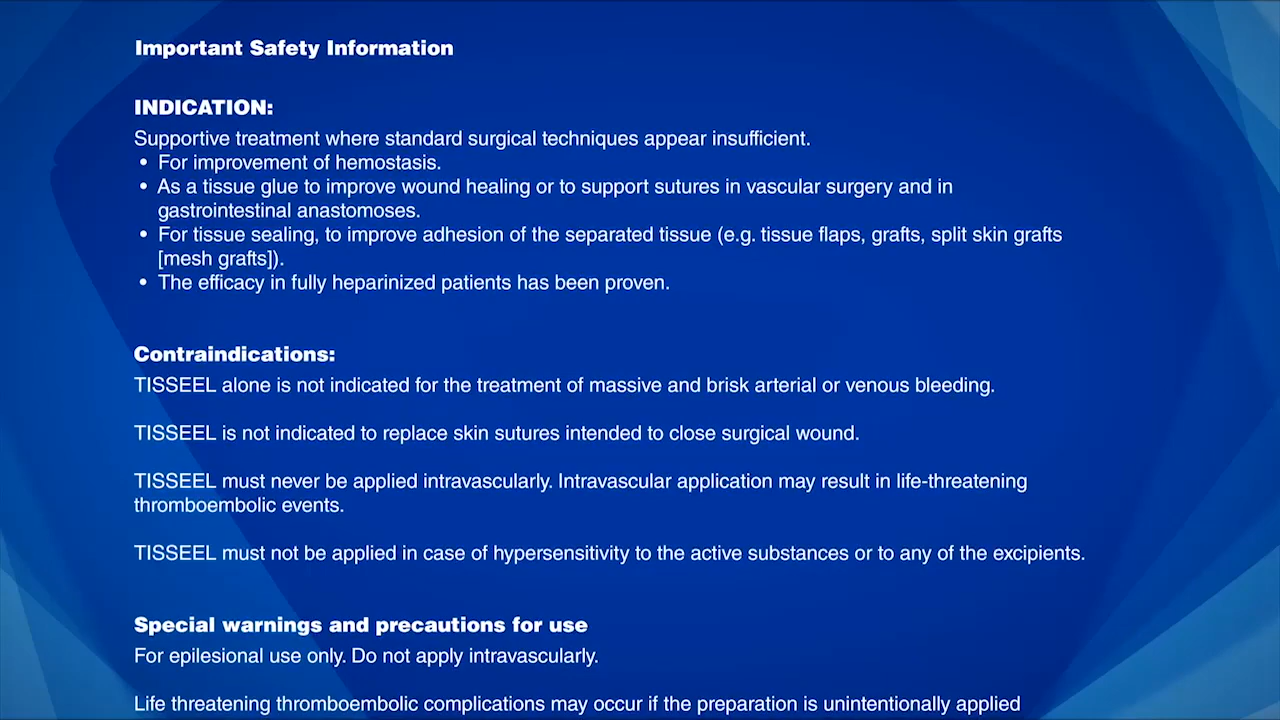 Important Safety Information
INDICATION:
Supportive treatment where standard surgical techniques appear insufficient.
• For improvement of hemostasis.
• As a tissue glue to improve wound healing or to support sutures in vascular surgery and in
gastrointestinal anastomoses.
• For tissue sealing, to improve adhesion of the separated tissue (e.g. tissue flaps, grafts, split skin grafts
[mesh grafts]).
• The efficacy in fully heparinized patients has been proven.
Contraindications:
TISSEEL alone is not indicated for the treatment of massive and brisk arterial or venous bleeding.
TISSEEL is not indicated to replace skin sutures intended to close surgical wound.
TISSEEL must never be applied intravascularly. Intravascular application may result in life-threatening
thromboembolic events.
TISSEEL must not be applied in case of hypersensitivity to the active substances or to any of the excipients.
Special warnings and precautions for use
For epilesional use only. Do not apply intravascularly.
Life threatening thromboembolic complications may occur if the preparation is unintentionally applied